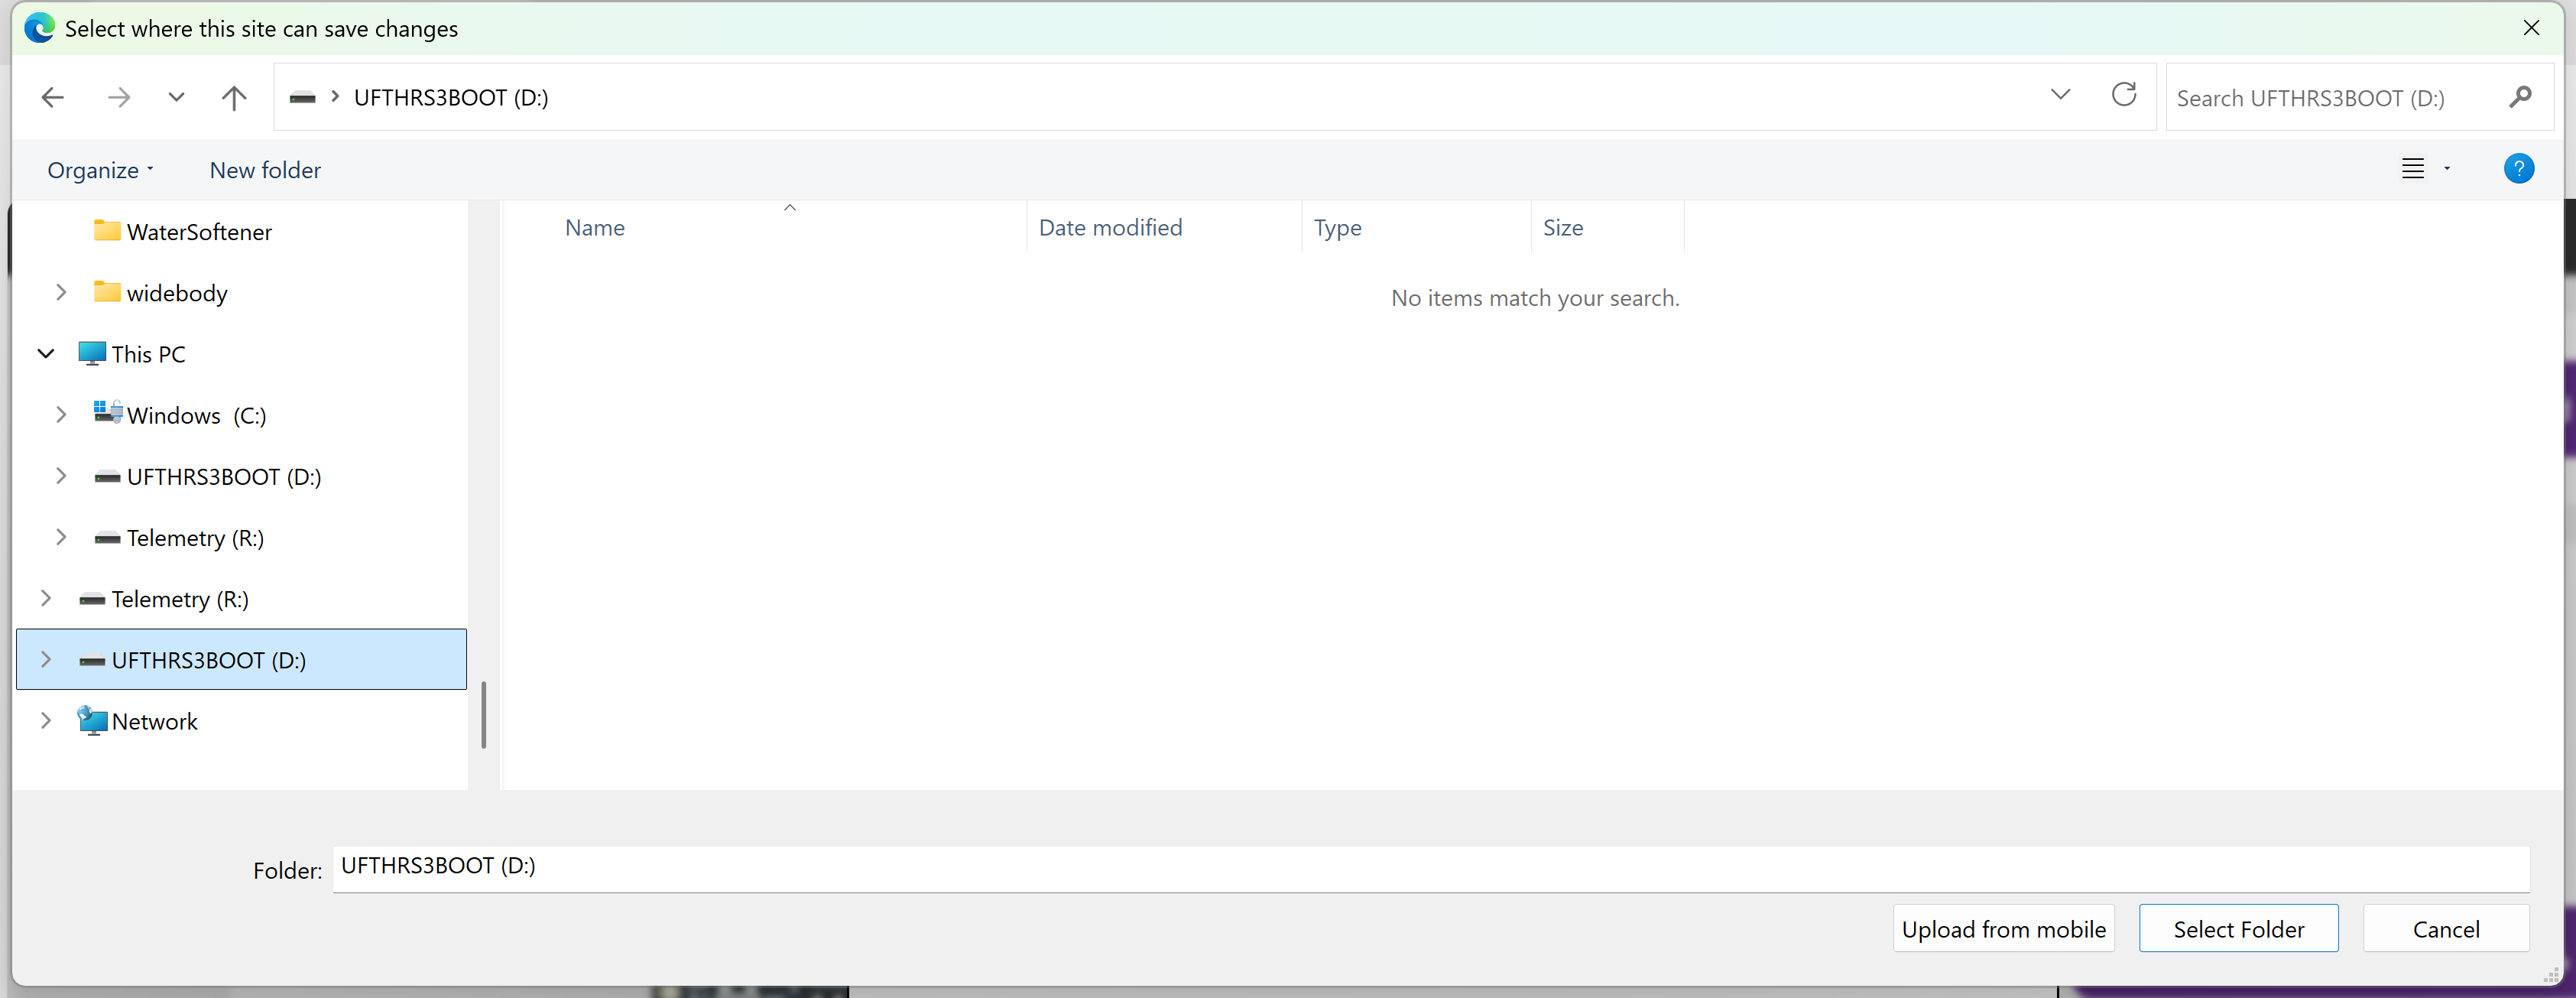 Select where this site can save changes
UFTHRS3BOOT (D:)
Search UFTHRS3BOOT (D:)
Organize
New folder
?
WaterSoftener
widebody
This PC
Windows  (C:)
UFTHRS3BOOT (D:)
Telemetry (R:)
Telemetry (R:)
UFTHRS3BOOT (D:)
Network
Name
Date modified
Type
Size
No items match your search.
Folder:
UFTHRS3BOOT (D:)
Upload from mobile
Select Folder
Cancel